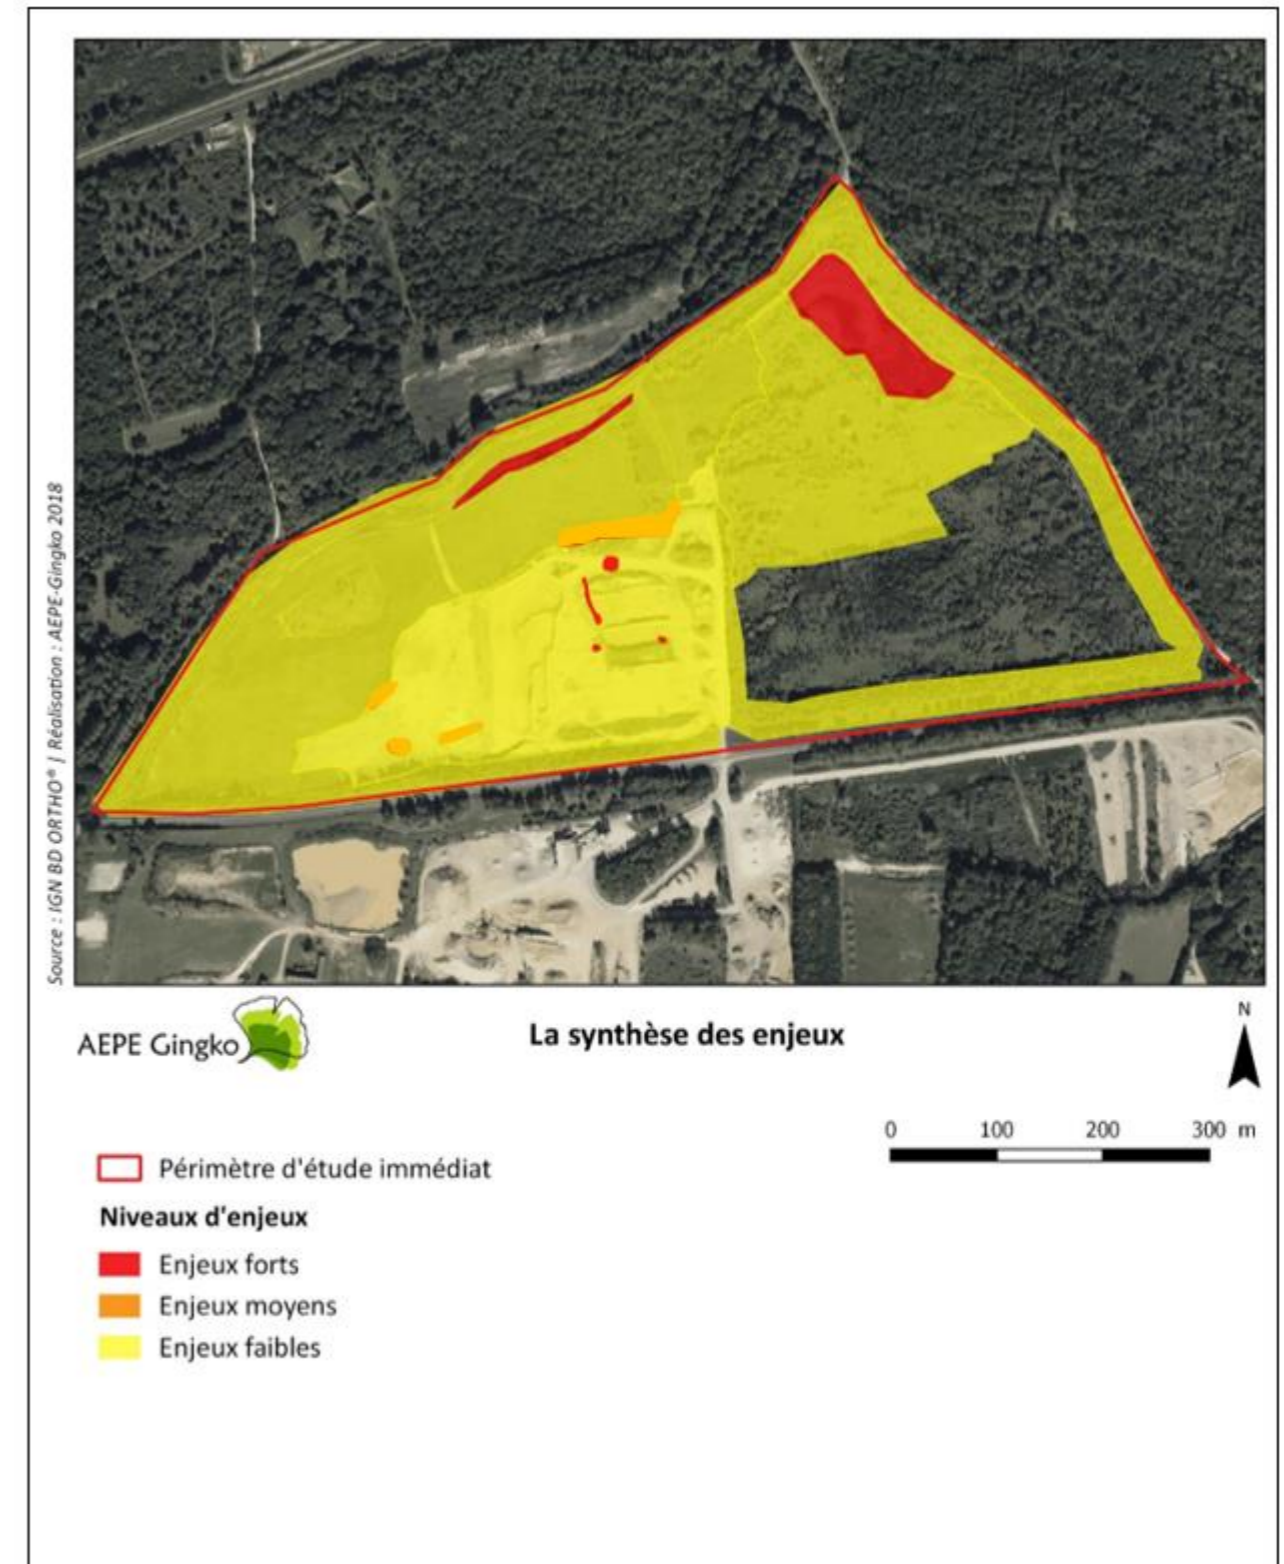 Source : IGN BD ORTHO® | Réalisation : AEPE-Gingko 2018
AEPE Gingko
La synthèse des enjeux
N
0 100 200 300 m
Périmètre d'étude immédiat
Niveaux d'enjeux
Enjeux forts
Enjeux moyens
Enjeux faibles